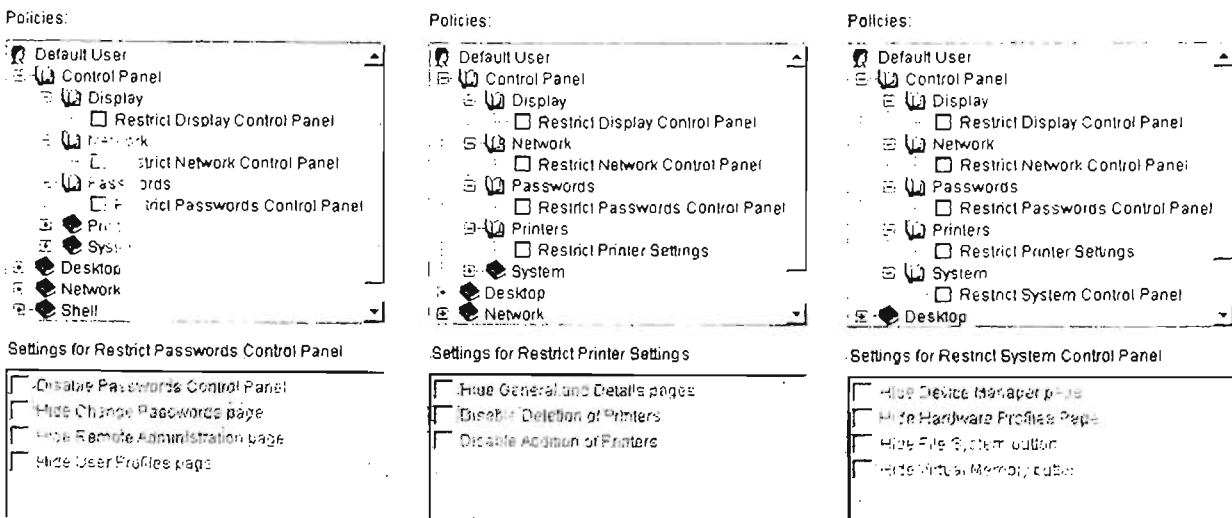 Policies:
Default User
Control Panel
Display
Restrict Display Control Panel
Network
Restrict Network Control Panel
Passwords
Restrict Passwords Control Panel
System
Desktop
Network
Shell
Settings for Restrict Passwords Control Panel
Disable Passwords Control Panel
Hide Change Passwords page
Hide Remote Administration page
Hide User Profiles page
Policies:
Default User
Control Panel
Display
Restrict Display Control Panel
Network
Restrict Network Control Panel
Passwords
Restrict Passwords Control Panel
Printers
Restrict Printer Settings
System
Desktop
Network
Settings for Restrict Printer Settings
Hide General and Details pages
Disable Deletion of Printers
Disable Addition of Printers
Policies:
Default User
Control Panel
Display
Restrict Display Control Panel
Network
Restrict Network Control Panel
Passwords
Restrict Passwords Control Panel
Printers
Restrict Printer Settings
System
Restrict System Control Panel
Desktop
Settings for Restrict System Control Panel
Hide Device Manager page
Hide Hardware Profiles Page
Hide File System button
Hide Virtual Memory button